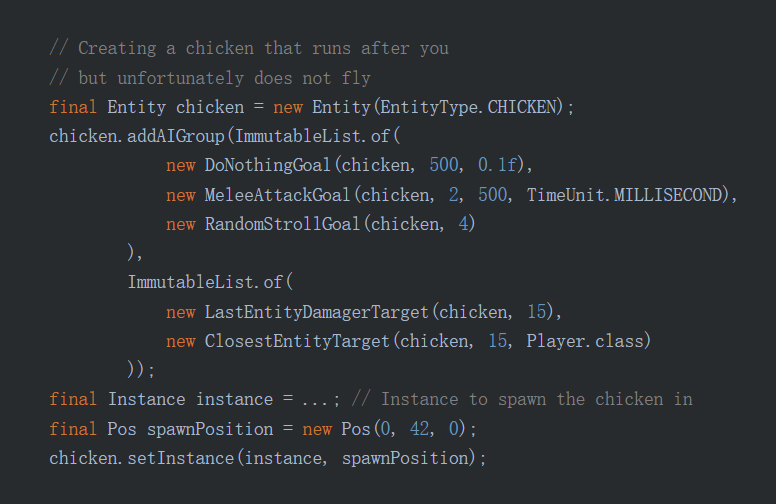 // Creating a chicken that runs after you
// but unfortunately does not fly
final Entity chicken = new Entity(EntityType.CHICKEN);
chicken.addAIGroup(ImmutableList.of(
            new DoNothingGoal(chicken, 500, 0.1f),
            new MeleeAttackGoal(chicken, 2, 500, TimeUnit.MILLISECOND),
            new RandomStrollGoal(chicken, 4)
        ),
        ImmutableList.of(
            new LastEntityDamagerTarget(chicken, 15),
            new ClosestEntityTarget(chicken, 15, Player.class)
        ));
final Instance instance = ...; // Instance to spawn the chicken in
final Pos spawnPosition = new Pos(0, 42, 0);
chicken.setInstance(instance, spawnPosition);